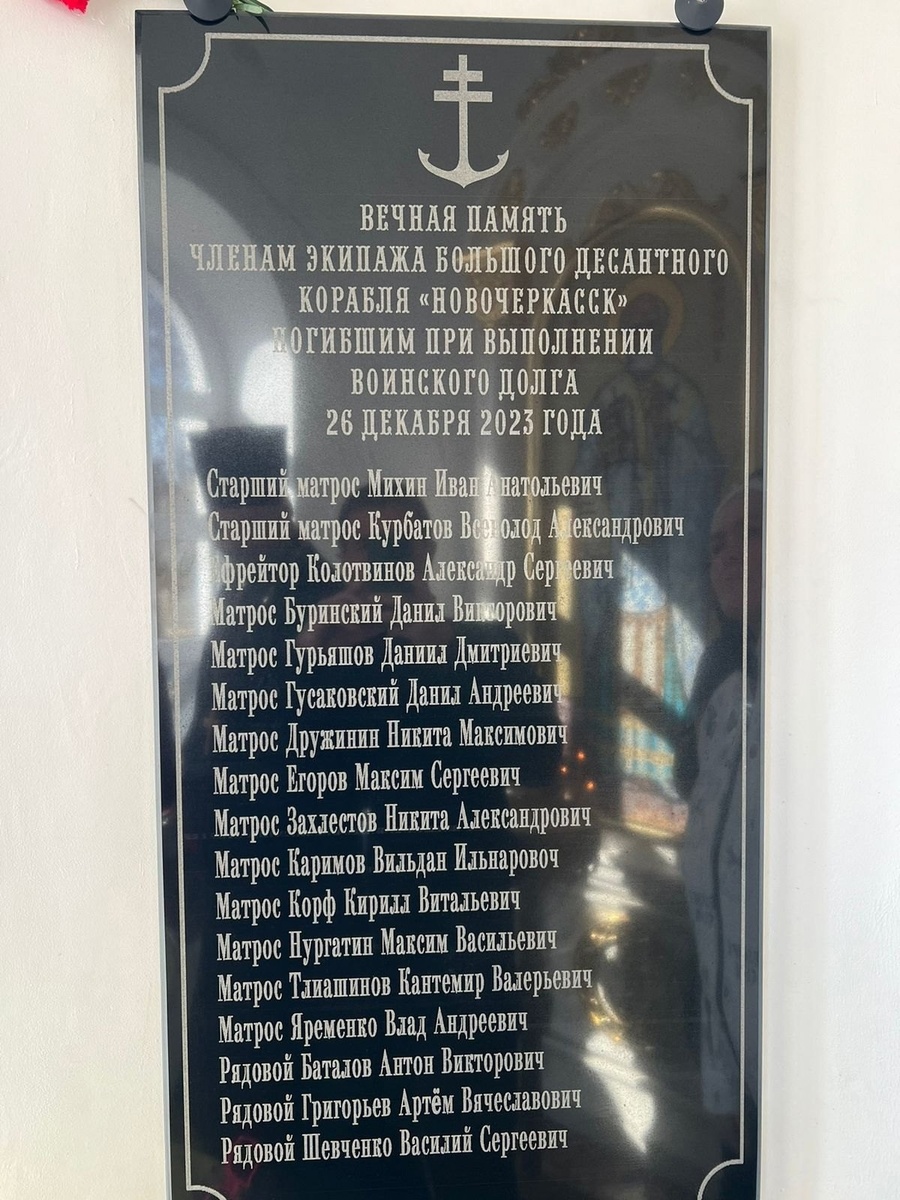 ВЕЧНАЯ ПАМЯТЬ
ЧЛЕНАМ ЭКИПАЖА БОЛЬШОГО ДЕСАНТНОГО
КОРАБЛЯ «НОВОЧЕРКАССК»
ПОГИБШИМ ПРИ ВЫПОЛНЕНИИ
ВОИНСКОГО ДОЛГА
26 ДЕКАБРЯ 2023 ГОДА
Старший матрос Михин Иван Анатольевич
Старший матрос Курбатов Всеволод Александрович
Ефрейтор Колотвинов Александр Сергеевич
Матрос Буринский Данил Викторович
Матрос Гурьяшов Даниил Дмитриевич
Матрос Гусаковский Данил Андреевич
Матрос Дружинин Никита Максимович
Матрос Егоров Максим Сергеевич
Матрос Захлестов Никита Александрович
Матрос Каримов Вильдан Ильнаровоч
Матрос Корф Кирилл Витальевич
Матрос Нургатин Максим Васильевич
Матрос Тлиашинов Кантемир Валерьевич
Матрос Яременко Влад Андреевич
Рядовой Баталов Антон Викторович
Рядовой Григорьев Артём Вячеславович
Рядовой Шевченко Василий Сергеевич